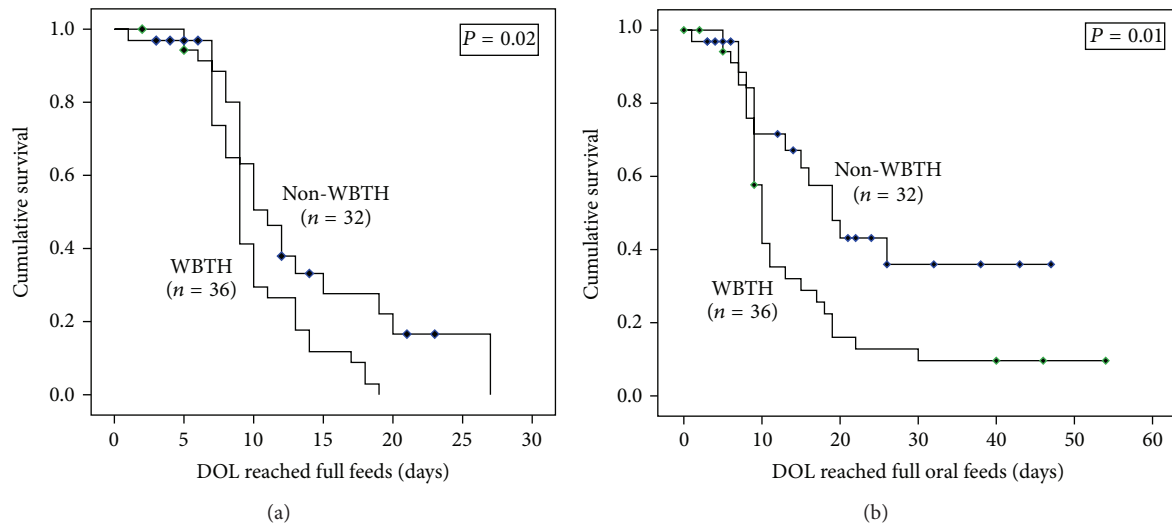 P = 0.02
1.0
0.8
0.6
0.4
0.2
0.0
Cumulative survival
Non-WBTH
(n = 32)
WBTH
(n = 36)
0 5 10 15 20 25 30
DOL reached full feeds (days)
(a)
P = 0.01
1.0
0.8
0.6
0.4
0.2
0.0
Cumulative survival
Non-WBTH
(n = 32)
WBTH
(n = 36)
0 10 20 30 40 50 60
DOL reached full oral feeds (days)
(b)